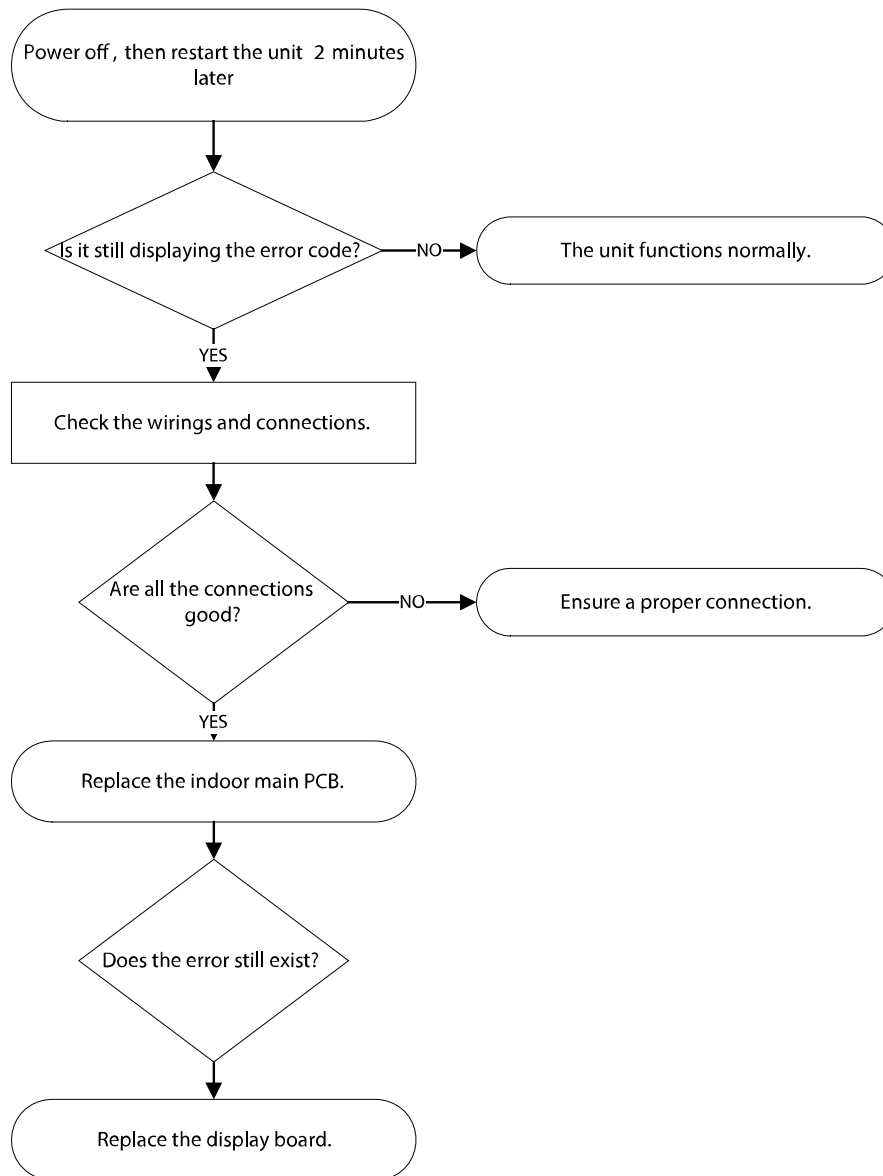 Power off, then restart the unit 2 minutes
later
Is it still displaying the error code?
NO
The unit functions normally.
YES
Check the wirings and connections.
Are all the connections
good?
NO
Ensure a proper connection.
YES
Replace the indoor main PCB.
Does the error still exist?
Replace the display board.